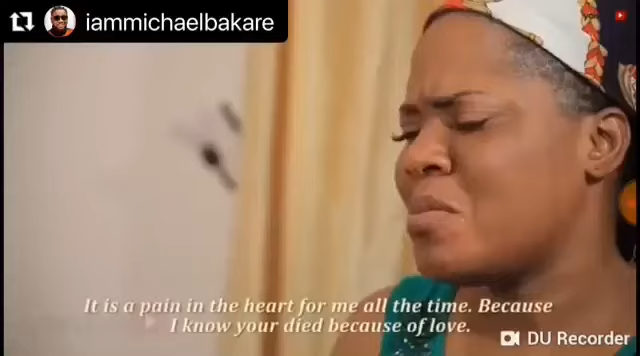 iammichaelbakare
It is a pain in the heart for me all the time. Because
I know your died because of love.
DU Recorder